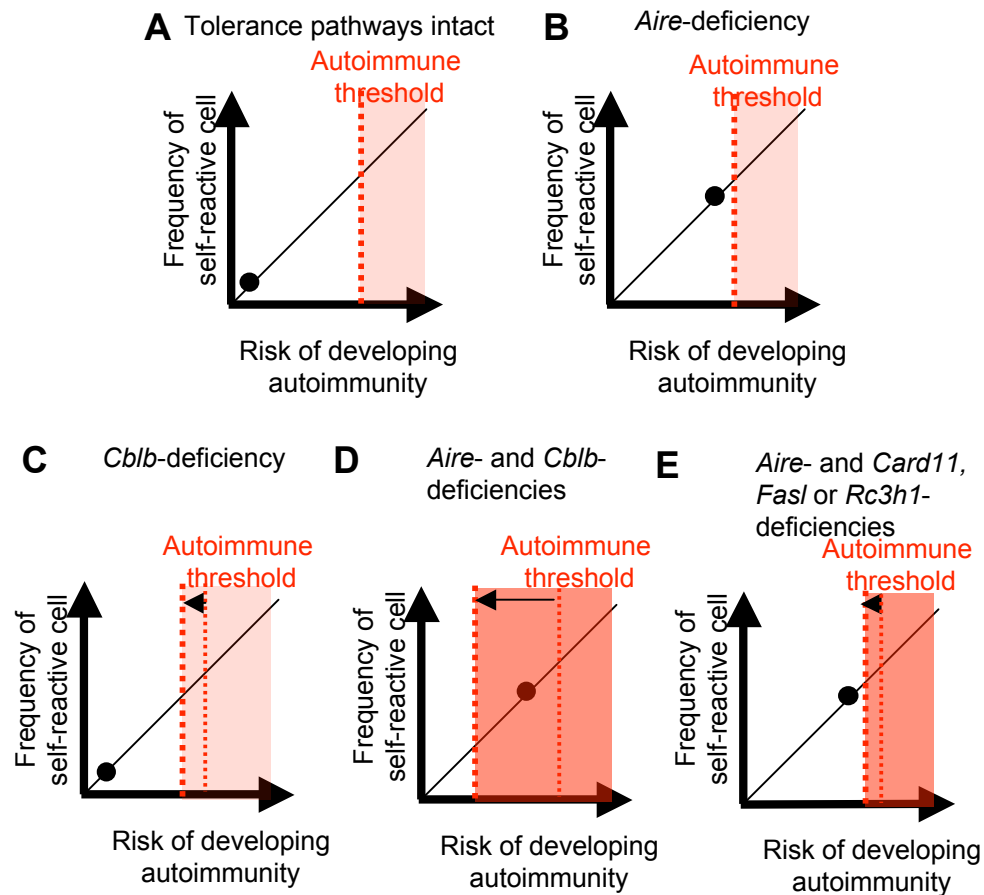 A Tolerance pathways intact
Autoimmune
threshold
Frequency of
self-reactive cell
Risk of developing
autoimmunity
B Aire-deficiency
Autoimmune
threshold
Frequency of
self-reactive cell
Risk of developing
autoimmunity
C Cblb-deficiency
Autoimmune
threshold
Frequency of
self-reactive cell
Risk of developing
autoimmunity
D Aire- and Cblb-
deficiencies
Autoimmune
threshold
Frequency of
self-reactive cell
Risk of developing
autoimmunity
E Aire- and Card11,
Fasl or Rc3h1-
deficiencies
Autoimmune
threshold
Frequency of
self-reactive cell
Risk of developing
autoimmunity